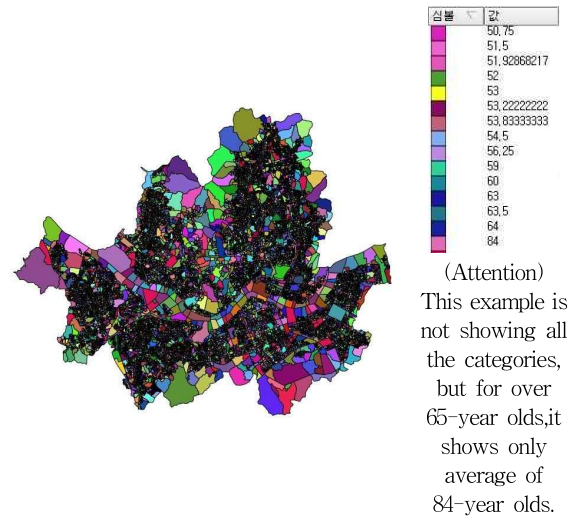 심볼 값
50,75
51,5
51,92868217
52
53
53,22222222
53,83333333
54,5
56,25
59
60
63
63,5
64
84
(Attention)
This example is
not showing all
the categories,
but for over
65-year olds,it
shows only
average of
84-year olds.